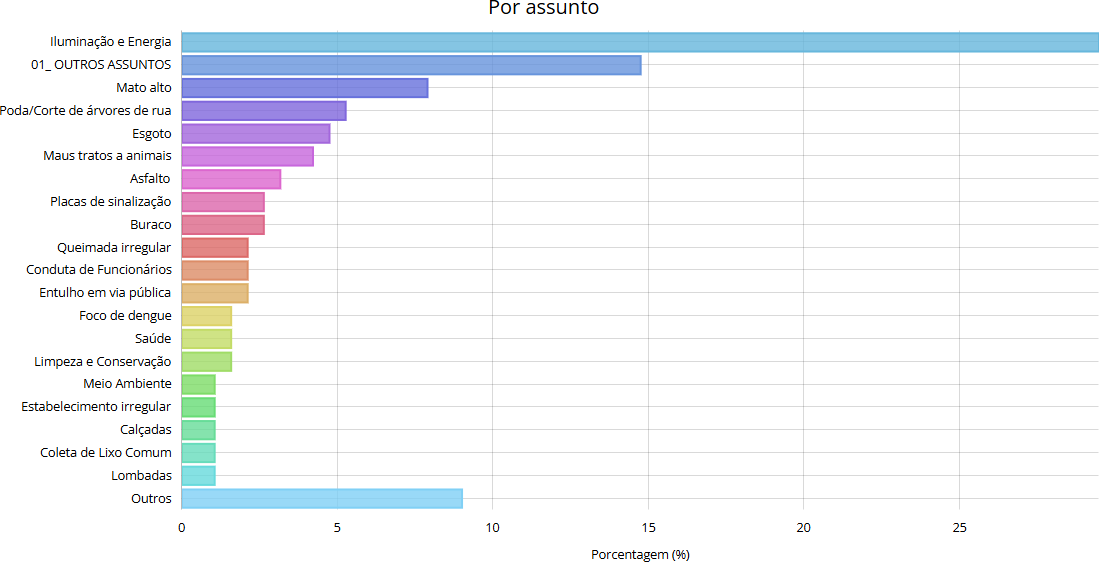 Por assunto
Iluminação e Energia
01_ OUTROS ASSUNTOS
Mato alto
Poda/Corte de árvores de rua
Esgoto
Maus tratos a animais
Asfalto
Placas de sinalização
Buraco
Queimada irregular
Conduta de Funcionários
Entulho em via pública
Foco de dengue
Saúde
Limpeza e Conservação
Meio Ambiente
Estabelecimento irregular
Calçadas
Coleta de Lixo Comum
Lombadas
Outros
0 5 10 15 20 25
Porcentagem (%)